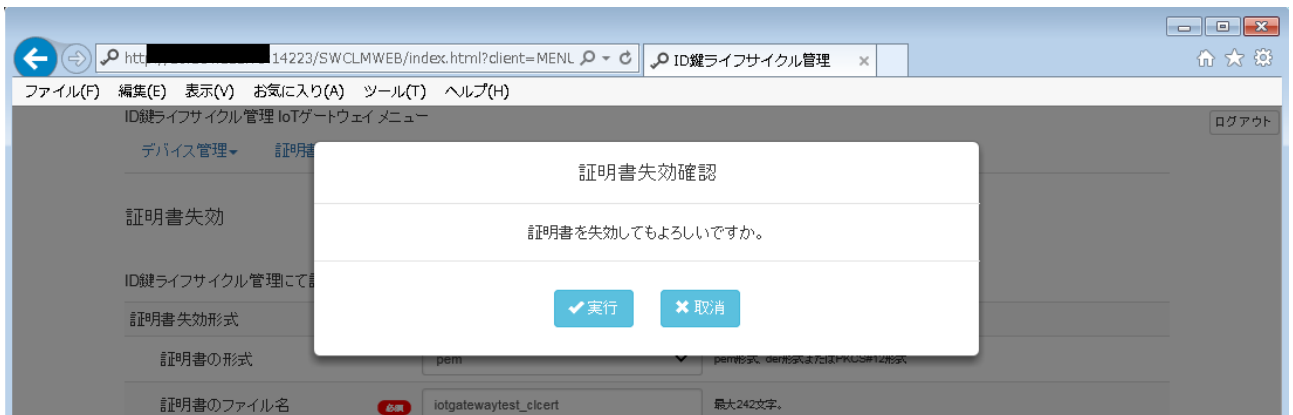 http 14223/SWCLMWEB/index.html?client=MENU
ID鍵ライフサイクル管理
ファイル(F) 編集(E) 表示(V) お気に入り(A) ツール(T) ヘルプ(H)
ID鍵ライフサイクル管理 IoTゲートウェイ メニュー
ログアウト
デバイス管理 証明書
証明書失効確認
証明書失効
証明書を失効してもよろしいですか。
ID鍵ライフサイクル管理にて
実行 取消
証明書失効形式
証明書の形式 pem pem形式、der形式またはPKCS#12形式
証明書のファイル名 必須 iotgatewaytest_clcert 最大242文字。